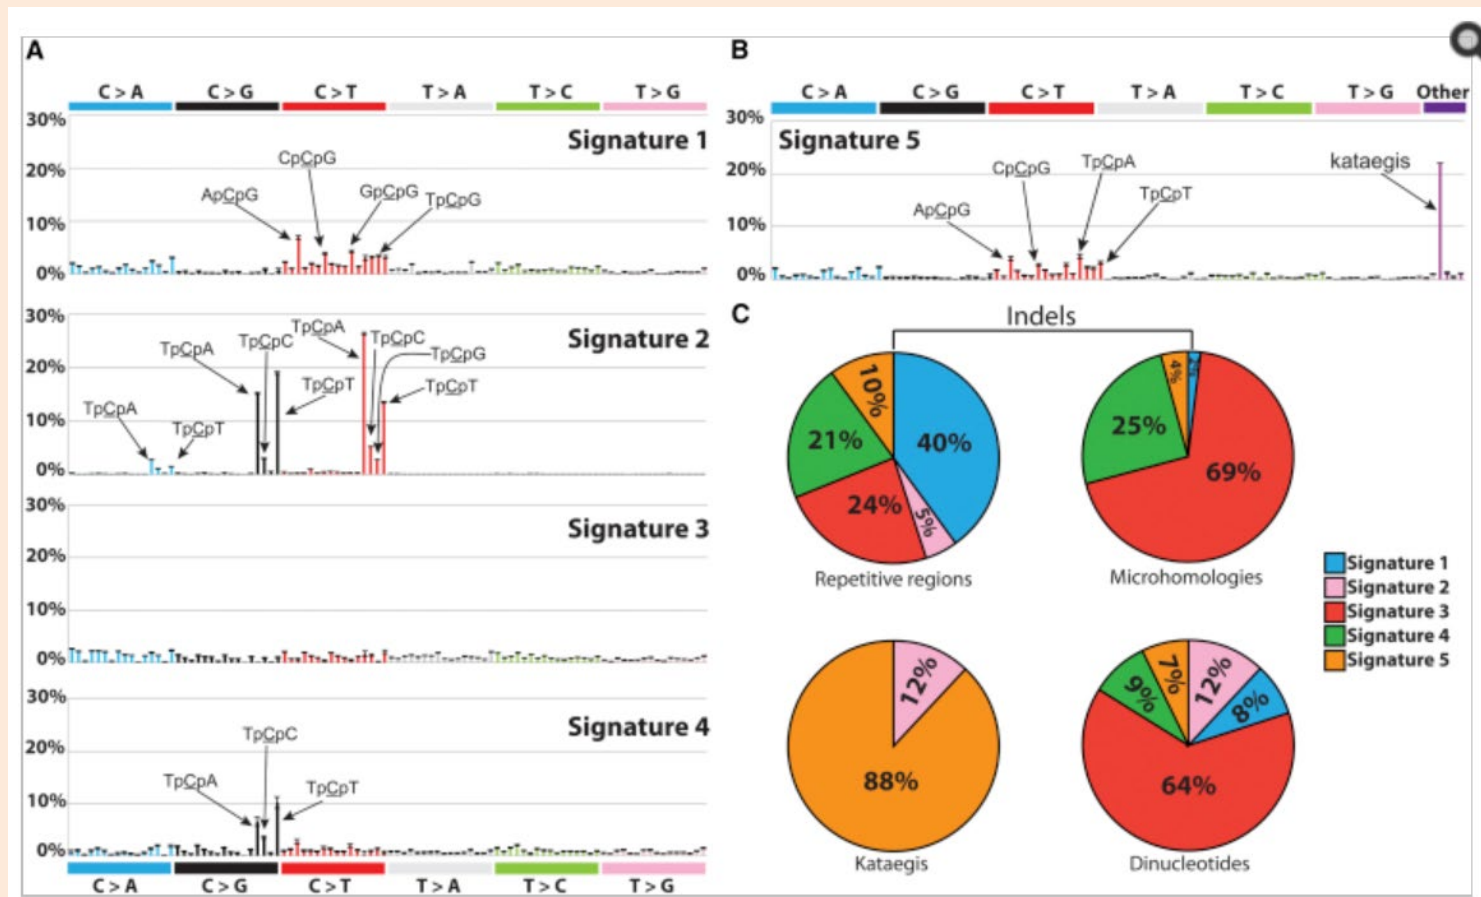 A
C > A C > G C > T T > A T > C T > G
30%
Signature 1
CpCpG
20%
ApCpG
GpCpG
TpCpG
10%
0%
30%
Signature 2
TpCpA
TpCpC
TpCpA
TpCpC
TpCpG
20%
TpCpT
TpCpT
TpCpA
TpCpT
10%
0%
30%
Signature 3
20%
10%
0%
30%
Signature 4
TpCpC
20%
TpCpA
TpCpT
10%
0%
C > A C > G C > T T > A T > C T > G
B
C > A C > G C > T T > A T > C T > G Other
30%
Signature 5
20%
CpCpG
TpCpA
kataegis
TpCpT
ApCpG
10%
0%
C
Indels
10%
40%
21%
24%
5%
Repetitive regions
4%
2%
25%
69%
Microhomologies
Signature 1
Signature 2
Signature 3
Signature 4
Signature 5
12%
88%
Kataegis
7%
12%
9%
8%
64%
Dinucleotides